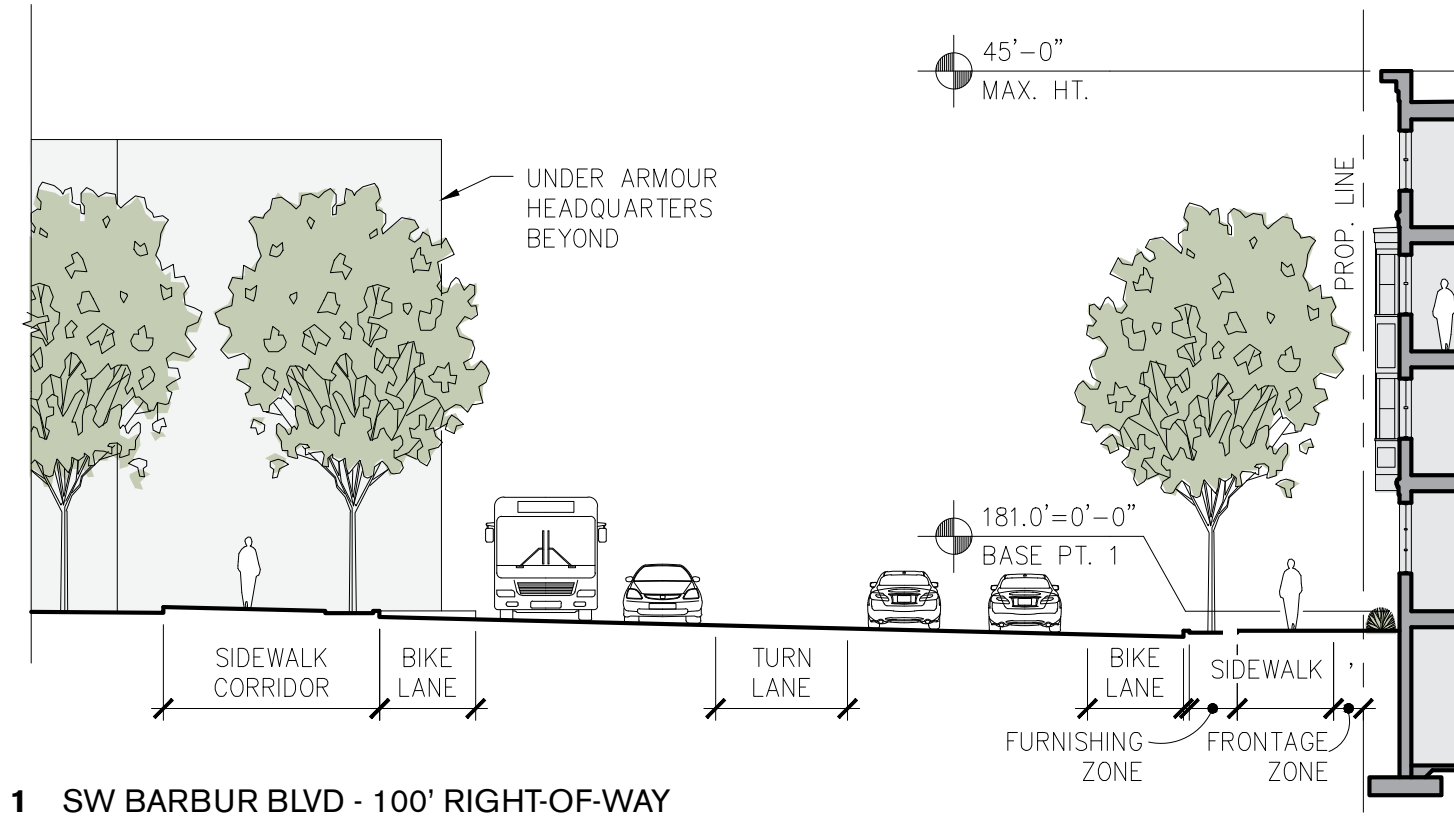 45'-0"
MAX. HT.
PROP. LINE
UNDER ARMOUR
HEADQUARTERS
BEYOND
181.0'=0'-0"
BASE PT. 1
SIDEWALK
CORRIDOR
BIKE
LANE
TURN
LANE
BIKE
LANE
SIDEWALK '
FURNISHING
ZONE
FRONTAGE
ZONE
1 SW BARBUR BLVD - 100' RIGHT-OF-WAY